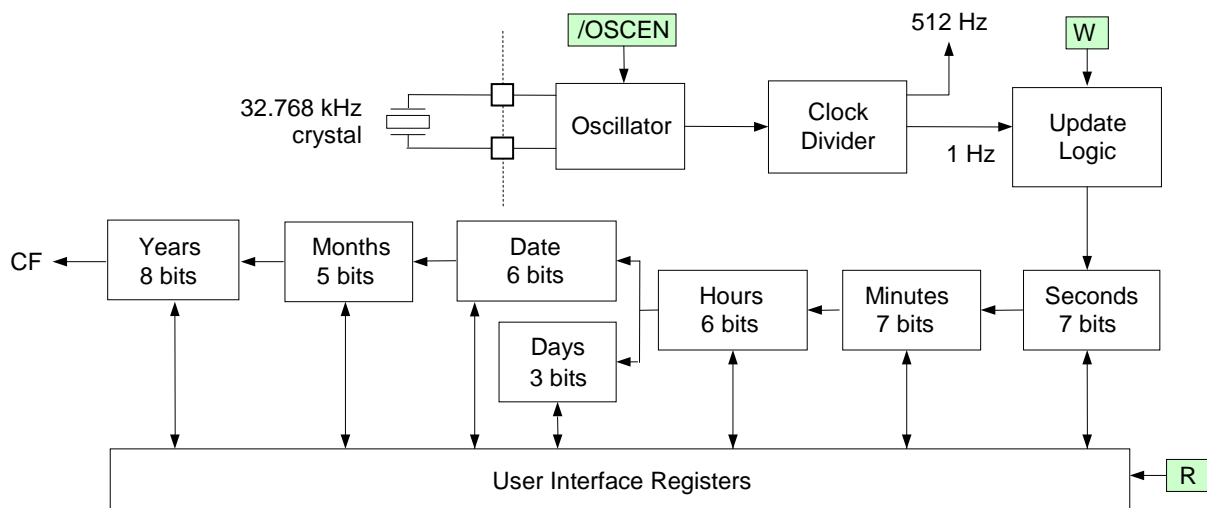 /OSCEN
512 Hz
W
32.768 kHz
crystal
Oscillator
Clock
Divider
1 Hz
Update
Logic
CF
Years
8 bits
Months
5 bits
Date
6 bits
Days
3 bits
Hours
6 bits
Minutes
7 bits
Seconds
7 bits
User Interface Registers
R